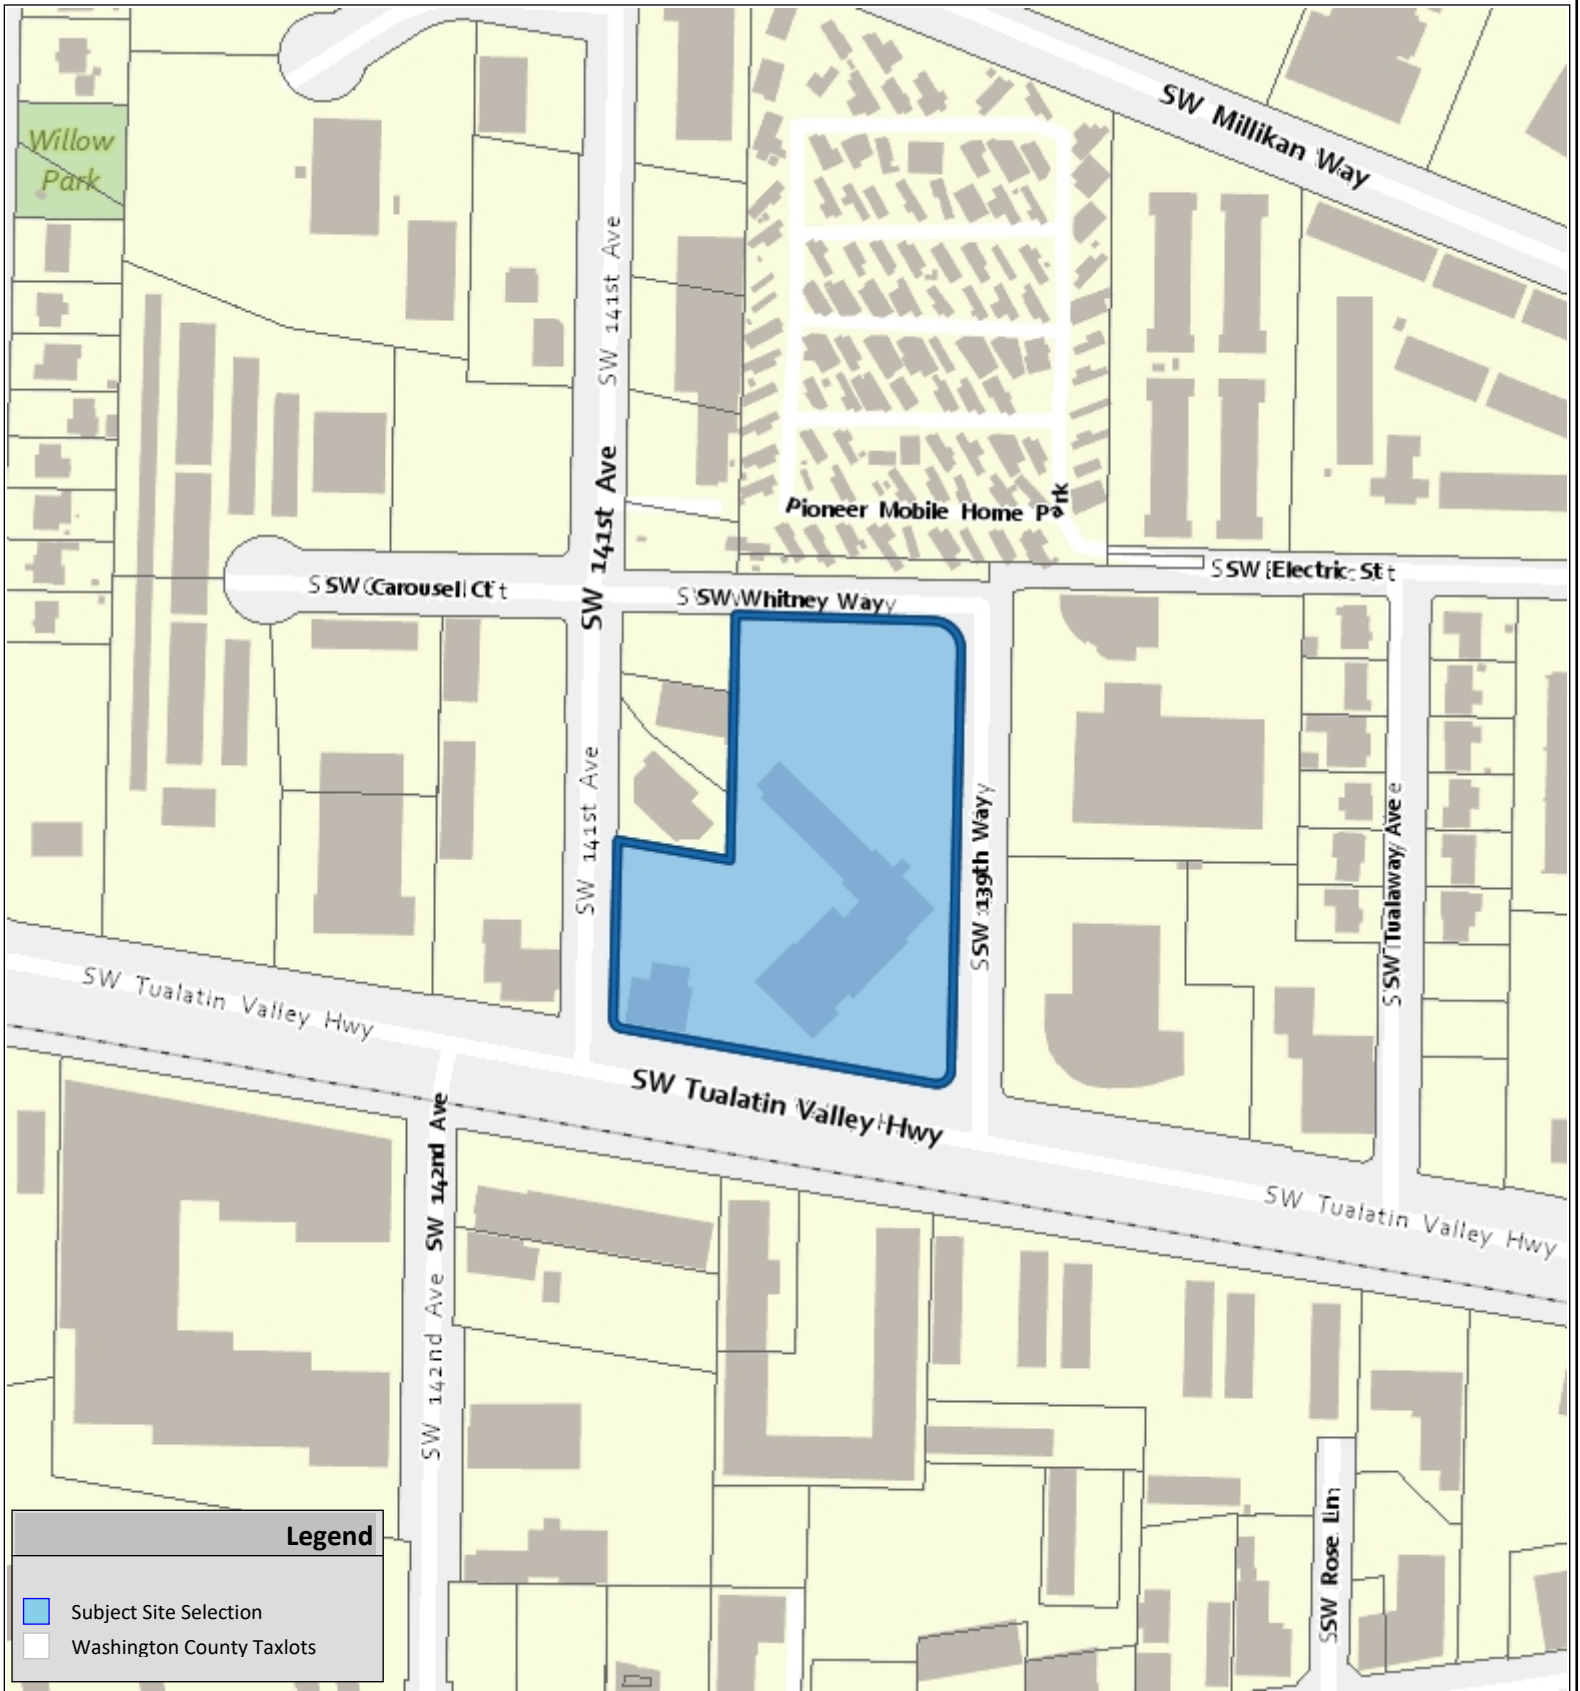 SW Millikan Way
Willow
Park
SW 141st Ave
SW 141st Ave
Pioneer Mobile Home Park
SW Carousel Ct
SW Whitney Way
SW Electric St
SW 141st Ave
SW 139th Way
SW Tualaway Ave
SW Tualatin Valley Hwy
SW Tualatin Valley Hwy
SW Tualatin Valley Hwy
SW 142nd Ave
SW 142nd Ave
SW Rose Ln
Legend
Subject Site Selection
Washington County Taxlots